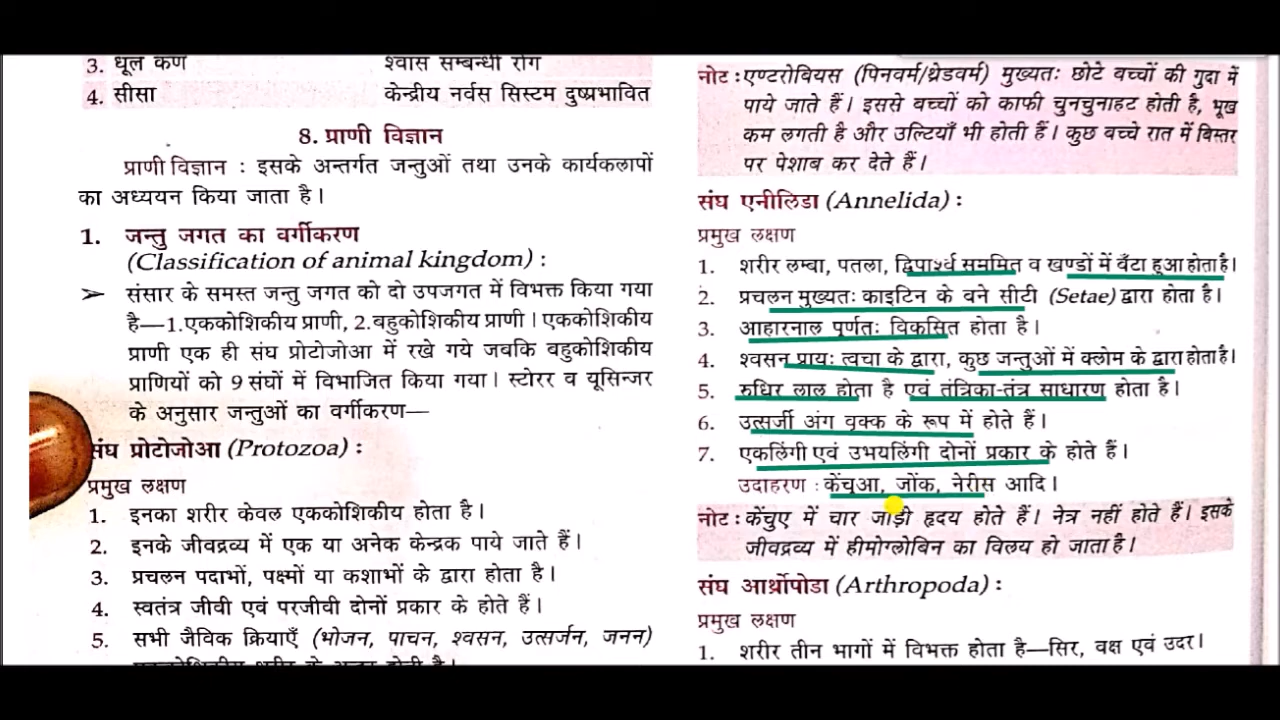 3. धूल कण श्वास सम्बन्धी रोग
4. सीसा केन्द्रीय नर्वस सिस्टम दुष्प्रभावित
8. प्राणी विज्ञान
प्राणी विज्ञान : इसके अन्तर्गत जन्तुओं तथा उनके कार्यकलापों
का अध्ययन किया जाता है।
1. जन्तु जगत का वर्गीकरण
(Classification of animal kingdom) :
➢ संसार के समस्त जन्तु जगत को दो उपजगत में विभक्त किया गया
है—1.एककोशिकीय प्राणी, 2.बहुकोशिकीय प्राणी। एककोशिकीय
प्राणी एक ही संघ प्रोटोजोआ में रखे गये जबकि बहुकोशिकीय
प्राणियों को 9 संघों में विभाजित किया गया। स्टोरर व यूसिन्जर
के अनुसार जन्तुओं का वर्गीकरण—
संघ प्रोटोजोआ (Protozoa) :
प्रमुख लक्षण
1. इनका शरीर केवल एककोशिकीय होता है।
2. इनके जीवद्रव्य में एक या अनेक केन्द्रक पाये जाते हैं।
3. प्रचलन पदाभों, पक्ष्मों या कशाभों के द्वारा होता है।
4. स्वतंत्र जीवी एवं परजीवी दोनों प्रकार के होते हैं।
5. सभी जैविक क्रियाएँ (भोजन, पाचन, श्वसन, उत्सर्जन, जनन)
नोट : एण्टरोबियस (पिनवर्म/थ्रेडवर्म) मुख्यतः छोटे बच्चों की गुदा में
पाये जाते हैं। इससे बच्चों को काफी चुनचुनाहट होती है, भूख
कम लगती है और उल्टियाँ भी होती हैं। कुछ बच्चे रात में बिस्तर
पर पेशाब कर देते हैं।
संघ एनीलिडा (Annelida) :
प्रमुख लक्षण
1. शरीर लम्बा, पतला, द्विपार्श्व सममित व खण्डों में बँटा हुआ होता है।
2. प्रचलन मुख्यतः काइटिन के बने सीटी (Setae) द्वारा होता है।
3. आहारनाल पूर्णतः विकसित होता है।
4. श्वसन प्रायः त्वचा के द्वारा, कुछ जन्तुओं में क्लोम के द्वारा होता है।
5. रुधिर लाल होता है एवं तंत्रिका-तंत्र साधारण होता है।
6. उत्सर्जी अंग वृक्क के रूप में होते हैं।
7. एकलिंगी एवं उभयलिंगी दोनों प्रकार के होते हैं।
उदाहरण : केंचुआ, जोंक, नेरीस आदि।
नोट : केंचुए में चार जोड़ी हृदय होते हैं। नेत्र नहीं होते हैं। इसके
जीवद्रव्य में हीमोग्लोबिन का विलय हो जाता है।
संघ आर्थ्रोपोडा (Arthropoda) :
प्रमुख लक्षण
1. शरीर तीन भागों में विभक्त होता है—सिर, वक्ष एवं उदर।